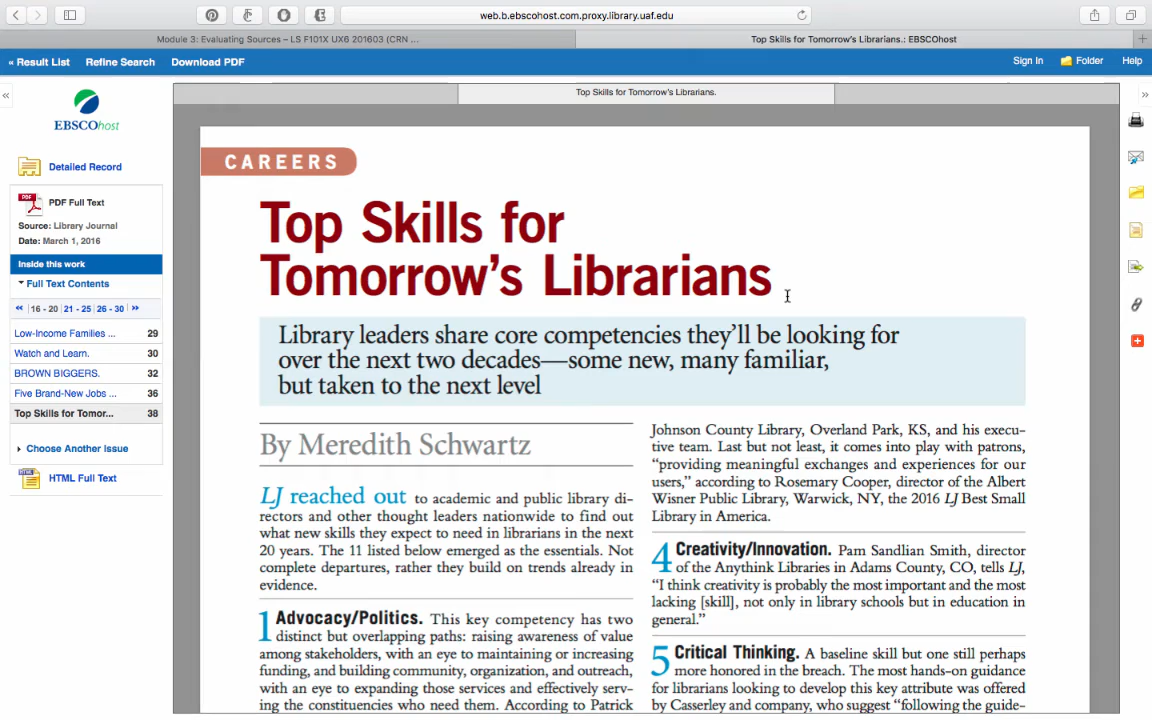 web.b.ebscohost.com.proxy.library.uaf.edu
Module 3: Evaluating Sources – LS F101X UX6 201603 (CRN ...
Top Skills for Tomorrow's Librarians.: EBSCOhost
« Result List Refine Search Download PDF
Sign In Folder Help
Top Skills for Tomorrow's Librarians.
EBSCOhost
Detailed Record
PDF
PDF Full Text
Source: Library Journal
Date: March 1, 2016
Inside this work
Full Text Contents
16 - 20 21 - 25 26 - 30
Low-Income Families ... 29
Watch and Learn. 30
BROWN BIGGERS. 32
Five Brand-New Jobs ... 36
Top Skills for Tomor... 38
Choose Another Issue
HTML Full Text
CAREERS
Top Skills for
Tomorrow's Librarians
Library leaders share core competencies they'll be looking for
over the next two decades—some new, many familiar,
but taken to the next level
By Meredith Schwartz
LJ reached out to academic and public library di-
rectors and other thought leaders nationwide to find out
what new skills they expect to need in librarians in the next
20 years. The 11 listed below emerged as the essentials. Not
complete departures, rather they build on trends already in
evidence.
1 Advocacy/Politics. This key competency has two
distinct but overlapping paths: raising awareness of value
among stakeholders, with an eye to maintaining or increasing
funding, and building community, organization, and outreach,
with an eye to expanding those services and effectively serv-
ing the constituencies who need them. According to Patrick
Johnson County Library, Overland Park, KS, and his execu-
tive team. Last but not least, it comes into play with patrons,
"providing meaningful exchanges and experiences for our
users," according to Rosemary Cooper, director of the Albert
Wisner Public Library, Warwick, NY, the 2016 LJ Best Small
Library in America.
4 Creativity/Innovation. Pam Sandlian Smith, director
of the Anythink Libraries in Adams County, CO, tells LJ,
"I think creativity is probably the most important and the most
lacking [skill], not only in library schools but in education in
general."
5 Critical Thinking. A baseline skill but one still perhaps
more honored in the breach. The most hands-on guidance
for librarians looking to develop this key attribute was offered
by Casserley and company, who suggest "following the guide-